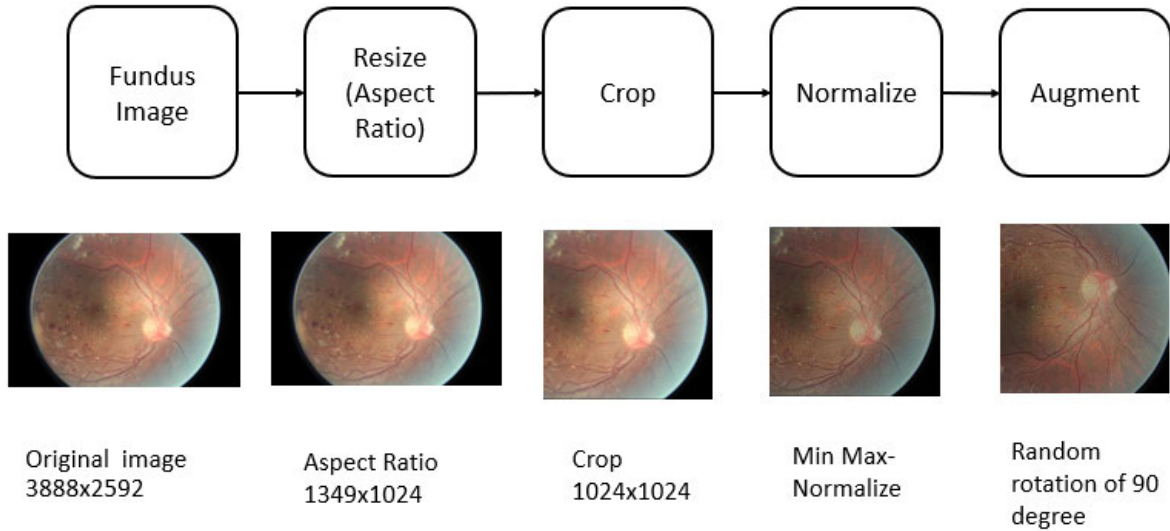 Fundus
Image
Resize
(Aspect
Ratio)
Crop
Normalize
Augment
Original image
3888x2592
Aspect Ratio
1349x1024
Crop
1024x1024
Min Max-
Normalize
Random
rotation of 90
degree